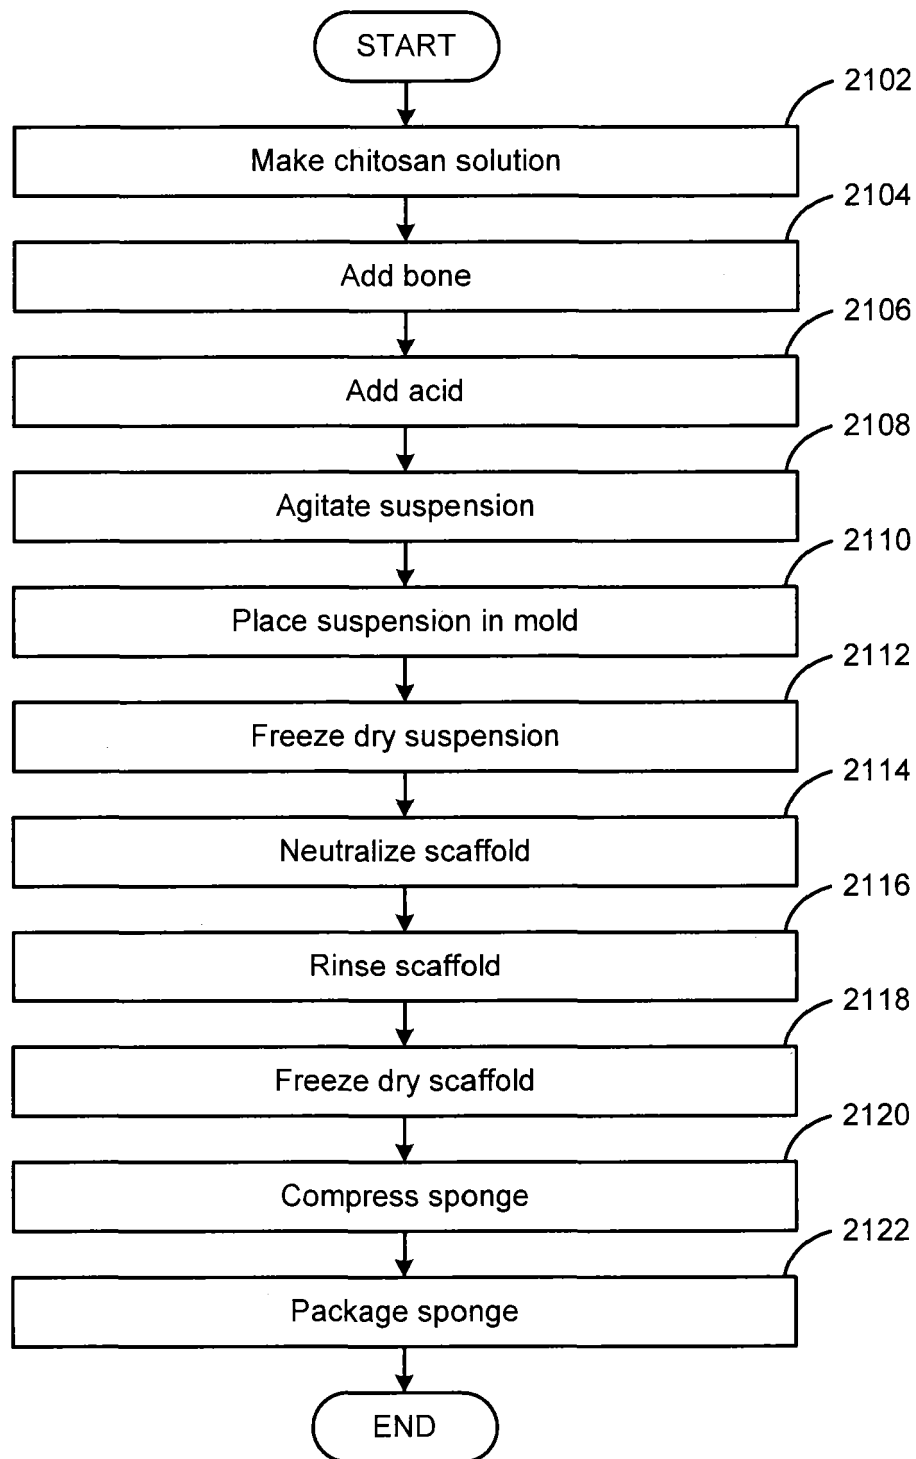 START
2102
Make chitosan solution
2104
Add bone
2106
Add acid
2108
Agitate suspension
2110
Place suspension in mold
2112
Freeze dry suspension
2114
Neutralize scaffold
2116
Rinse scaffold
2118
Freeze dry scaffold
2120
Compress sponge
2122
Package sponge
END